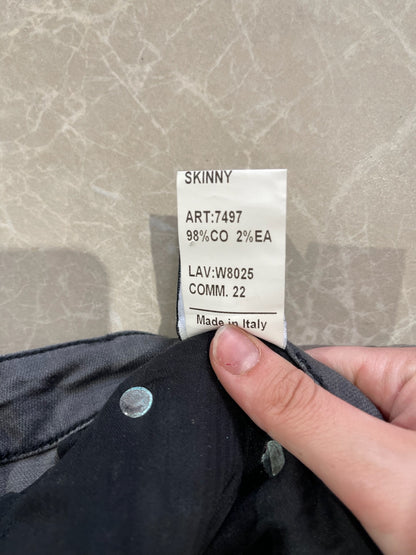 SKINNY
ART:7497
98%CO 2%EA
LAV:W8025
COMM. 22
Made in Italy